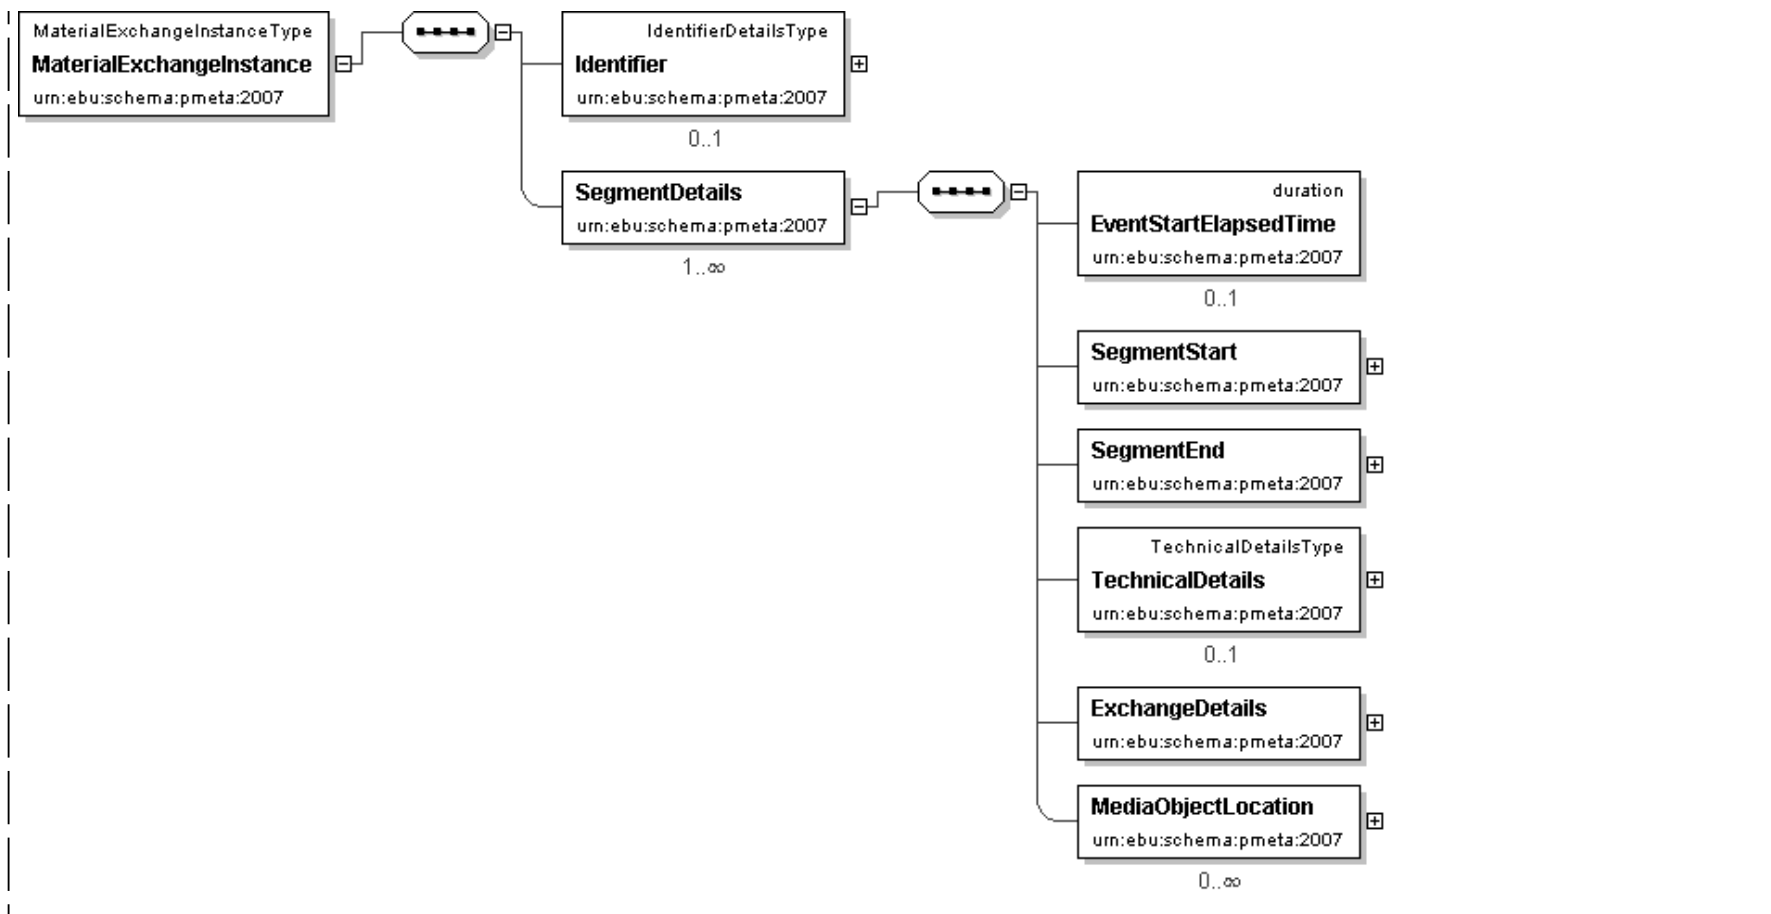 MaterialExchangeInstanceType
MaterialExchangeInstance
urn:ebu:schema:pmeta:2007
IdentifierDetailsType
Identifier
urn:ebu:schema:pmeta:2007
0..1
SegmentDetails
urn:ebu:schema:pmeta:2007
1..∞
duration
EventStartElapsedTime
urn:ebu:schema:pmeta:2007
0..1
SegmentStart
urn:ebu:schema:pmeta:2007
SegmentEnd
urn:ebu:schema:pmeta:2007
TechnicalDetailsType
TechnicalDetails
urn:ebu:schema:pmeta:2007
0..1
ExchangeDetails
urn:ebu:schema:pmeta:2007
MediaObjectLocation
urn:ebu:schema:pmeta:2007
0..∞